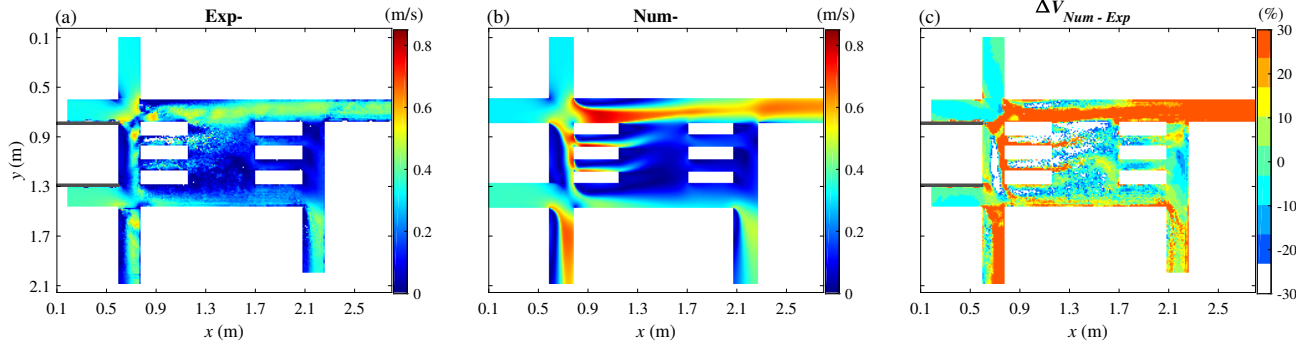 (a) Exp- (m/s)
(b) Num- (m/s)
(c) ΔV Num - Exp (%)
0.1
0.5
0.9
1.3
1.7
2.1
y (m)
0.8
0.6
0.4
0.2
0
0.1 0.5 0.9 1.3 1.7 2.1 2.5
x (m)
0.8
0.6
0.4
0.2
0
0.1 0.5 0.9 1.3 1.7 2.1 2.5
x (m)
30
20
10
0
-10
-20
-30
0.1 0.5 0.9 1.3 1.7 2.1 2.5
x (m)